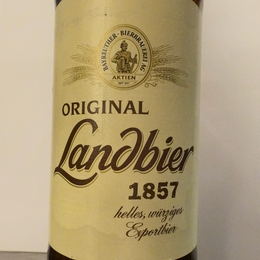 BAYREUTHER-BIERBRAUEREI AG
AKTIEN
ORIGINAL
Landbier
1857
helles, würziges
Exportbier